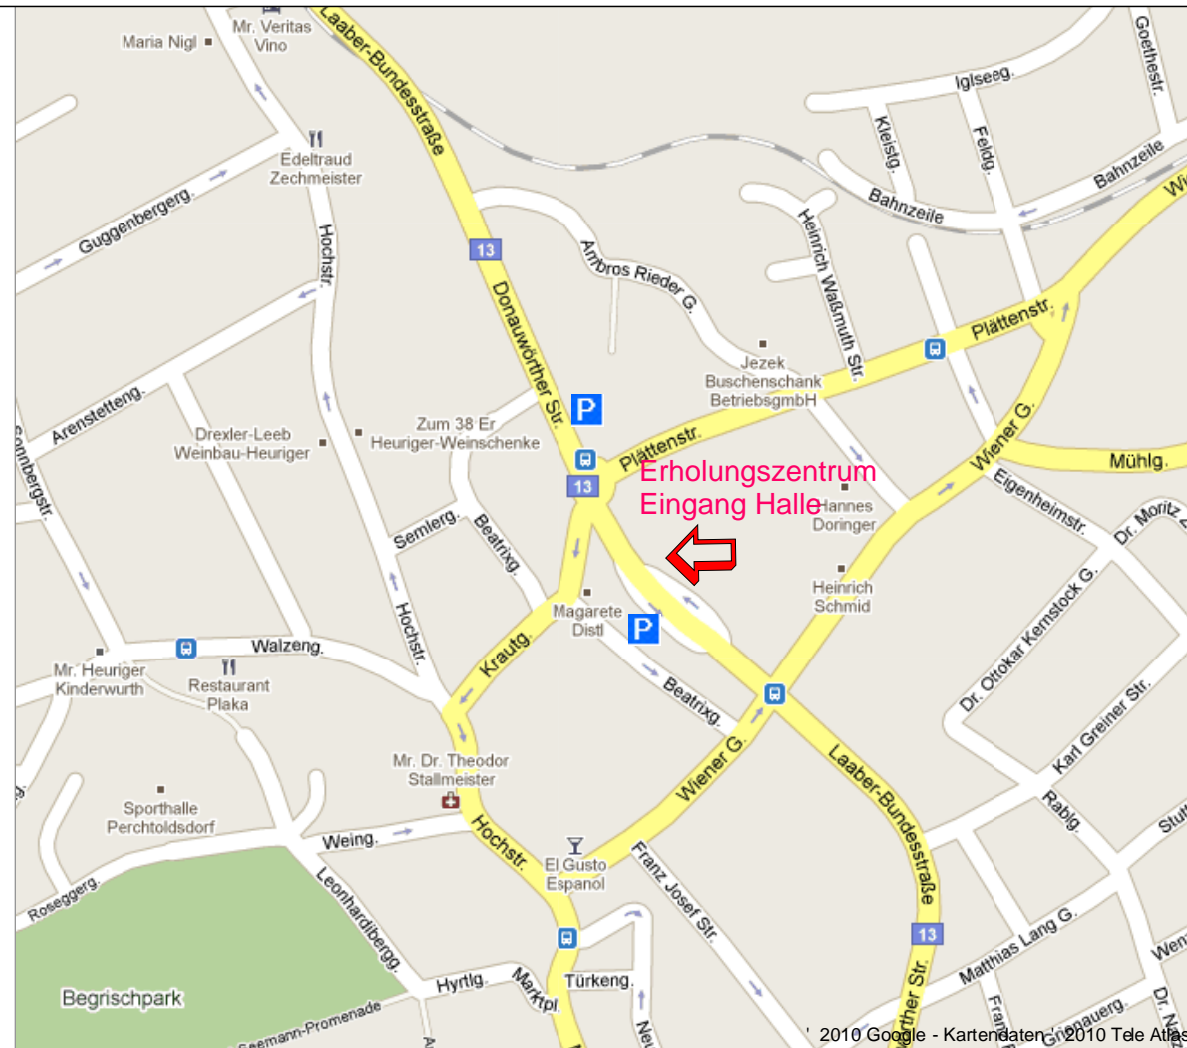 Laaber-Bundesstraße
Mr. Veritas
Vino
Maria Nigl
Goethestr.
Iglseeg.
Kleistg.
Feldg.
Edeltraud
Zechmeister
Bahnzeile
Bahnzeile
Guggenbergerg.
Hochstr.
13
Heinrich Waßmuth Str.
Ambros Rieder G.
Donauwörther Str.
Plättenstr.
Jezek
Buschenschank
BetriebsgmbH
P
Arenstetteng.
Zum 38 Er
Heuriger-Weinschenke
Drexler-Leeb
Weinbau-Heuriger
Plättenstr.
Wiener G.
Mühlg.
Sonnbergstr.
13
Erholungszentrum
Eingang Halle
Hannes
Doringer
Eigenheimstr.
Dr. Moritz
Semlerg.
Beatrixg.
Heinrich
Schmid
Magarete
Distl
P
Hochstr.
Krautg.
Dr. Ottokar Kernstock G.
Walzeng.
Mr. Heuriger
Kinderwurth
Restaurant
Plaka
Beatrixg.
Karl Greiner Str.
Mr. Dr. Theodor
Stallmeister
Wiener G.
Laaber-Bundesstraße
Sporthalle
Perchtoldsdorf
Rablg.
Weing.
Hochstr.
El Gusto
Espanol
Franz Josef Str.
Roseggerg.
Leonhardibergg.
13
Matthias Lang G.
Hyrtlg.
Marktpl.
Türkeng.
Begrischpark
Seemann-Promenade
' 2010 Google - Kartendaten ' 2010 Tele Atlas